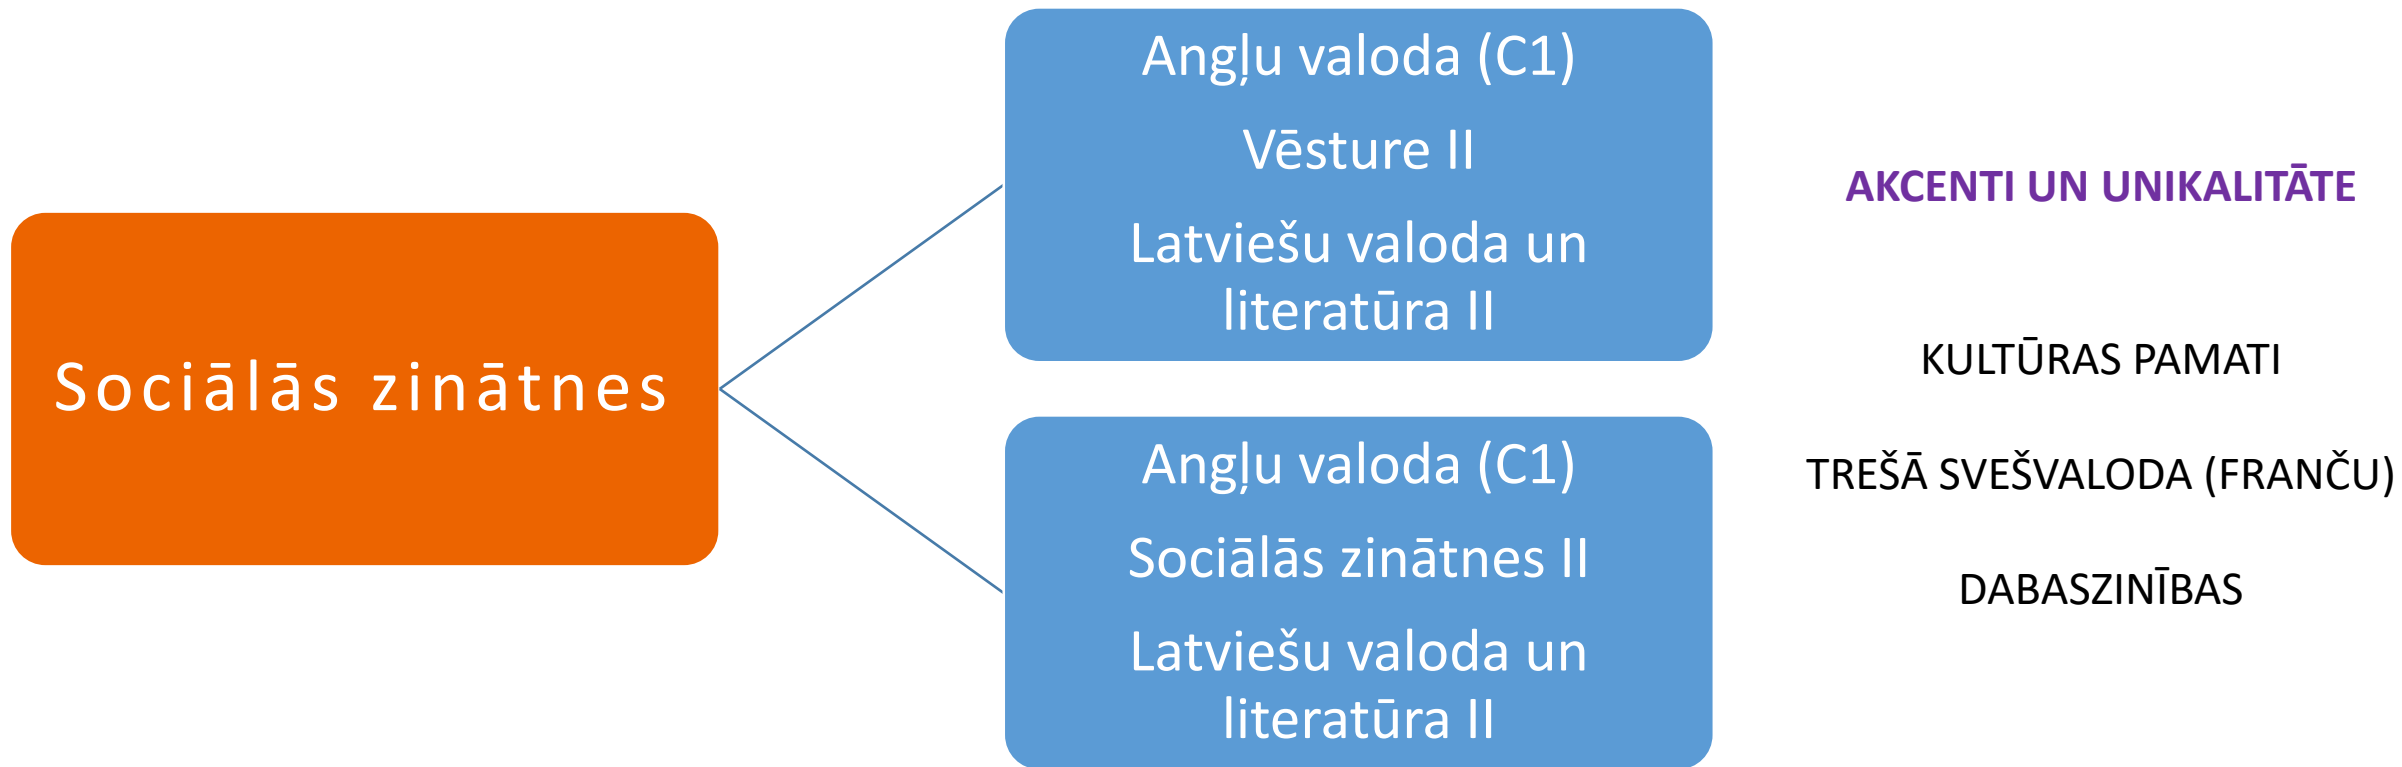 Sociālās zinātnes
Angļu valoda (C1)
Vēsture II
Latviešu valoda un
literatūra II
Angļu valoda (C1)
Sociālās zinātnes II
Latviešu valoda un
literatūra II
AKCENTI UN UNIKALITĀTE
KULTŪRAS PAMATI
TREŠĀ SVEŠVALODA (FRANČU)
DABASZINĪBAS